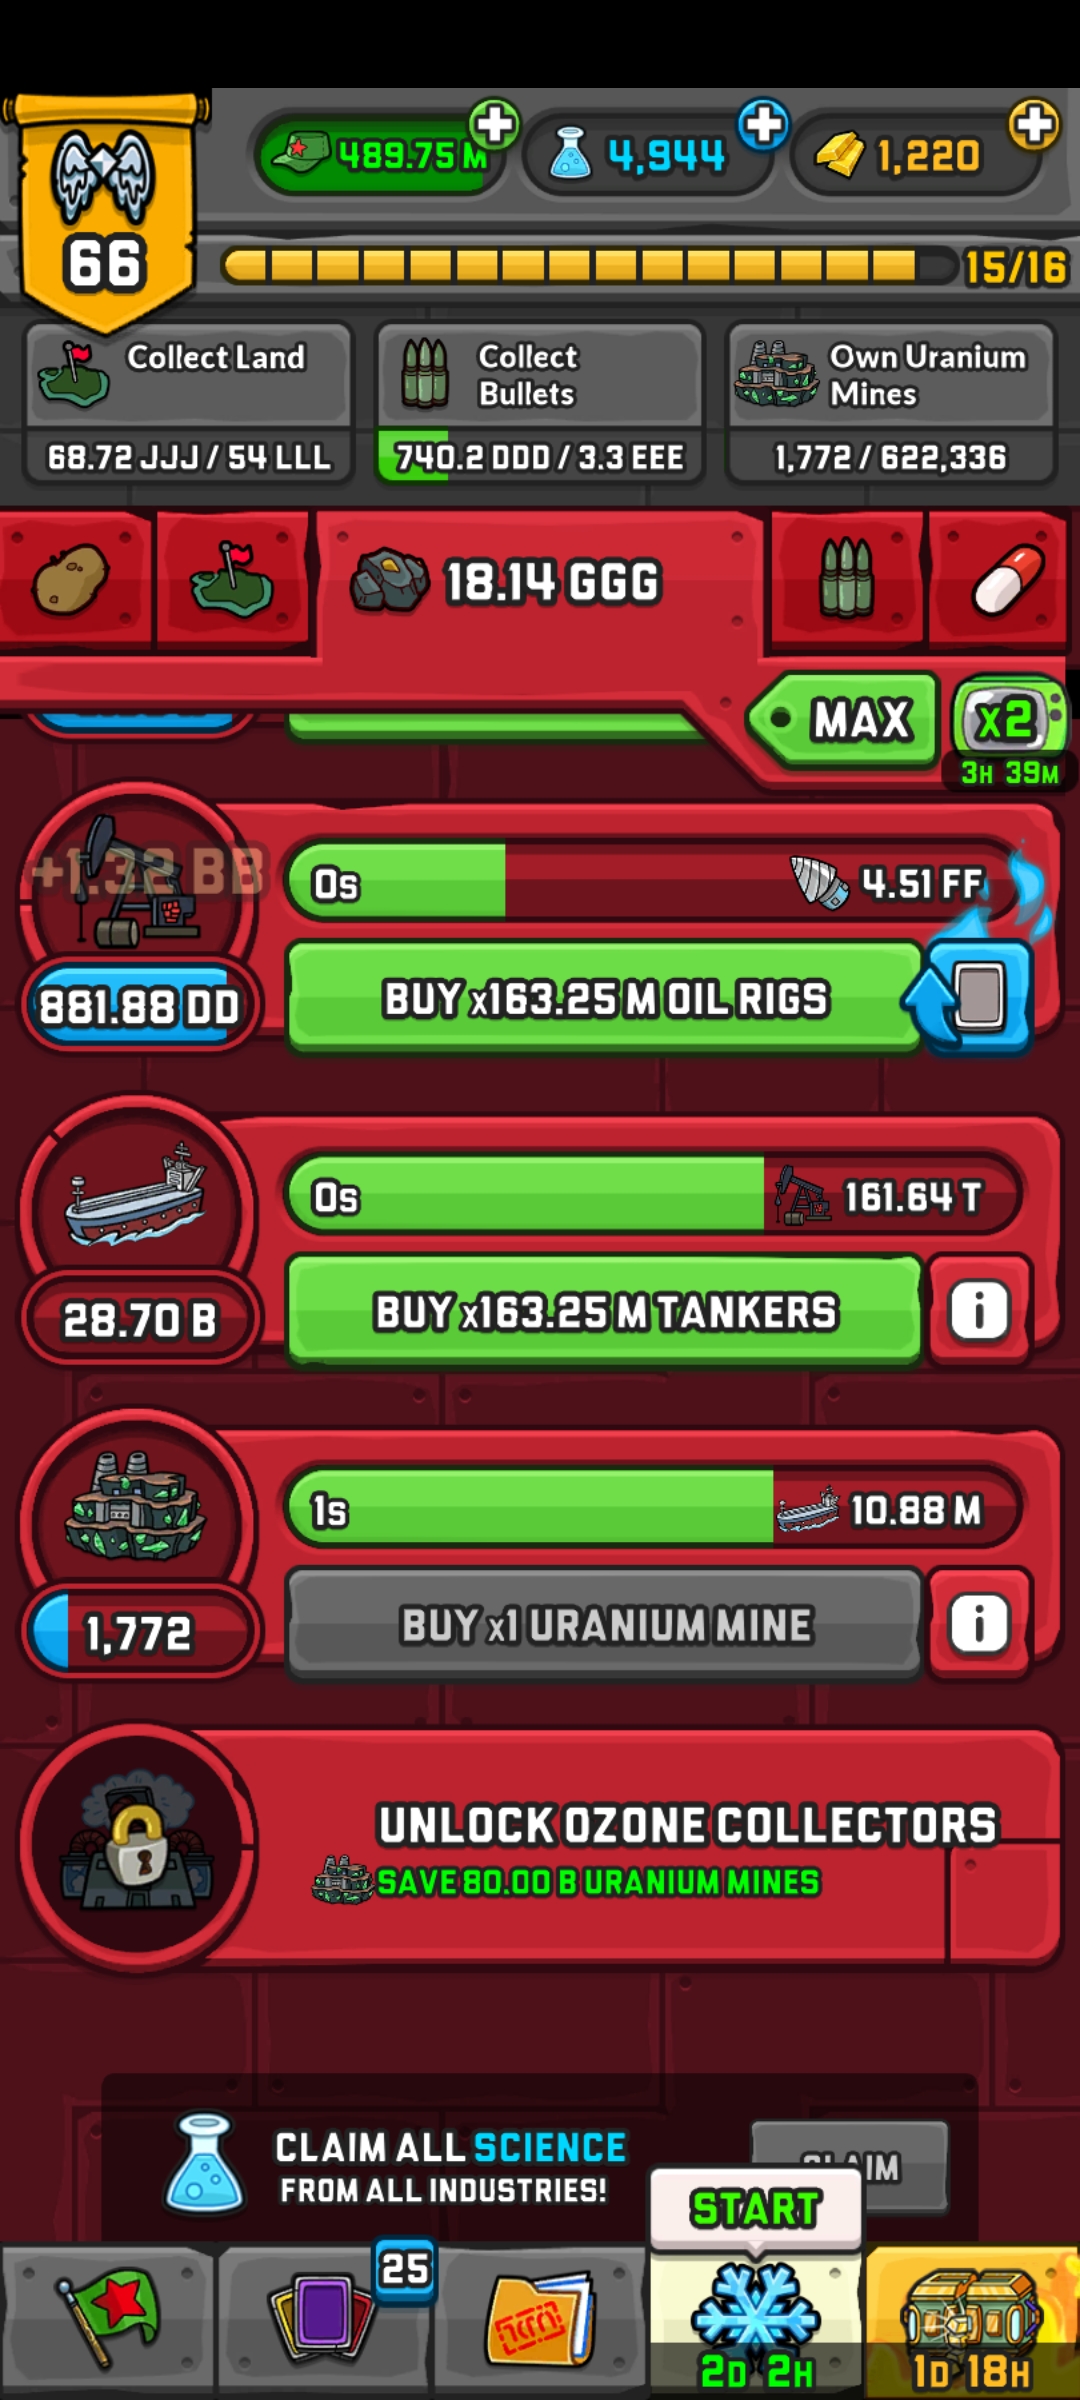 489.75 M
4,944
1,220
66
15/16
Collect Land
68.72 JJJ / 54 LLL
Collect
Bullets
740.2 DDD / 3.3 EEE
Own Uranium
Mines
1,772 / 622,336
18.14 GGG
MAX
x2
3H 39M
+1.32 BB
0s
4.51 FF
881.88 DD
BUY x163.25 M OIL RIGS
0s
161.64 T
28.70 B
BUY x163.25 M TANKERS
i
1s
10.88 M
1,772
BUY x1 URANIUM MINE
i
UNLOCK OZONE COLLECTORS
SAVE 80.00 B URANIUM MINES
CLAIM ALL SCIENCE
FROM ALL INDUSTRIES!
CLAIM
START
25
2D 2H
1D 18H